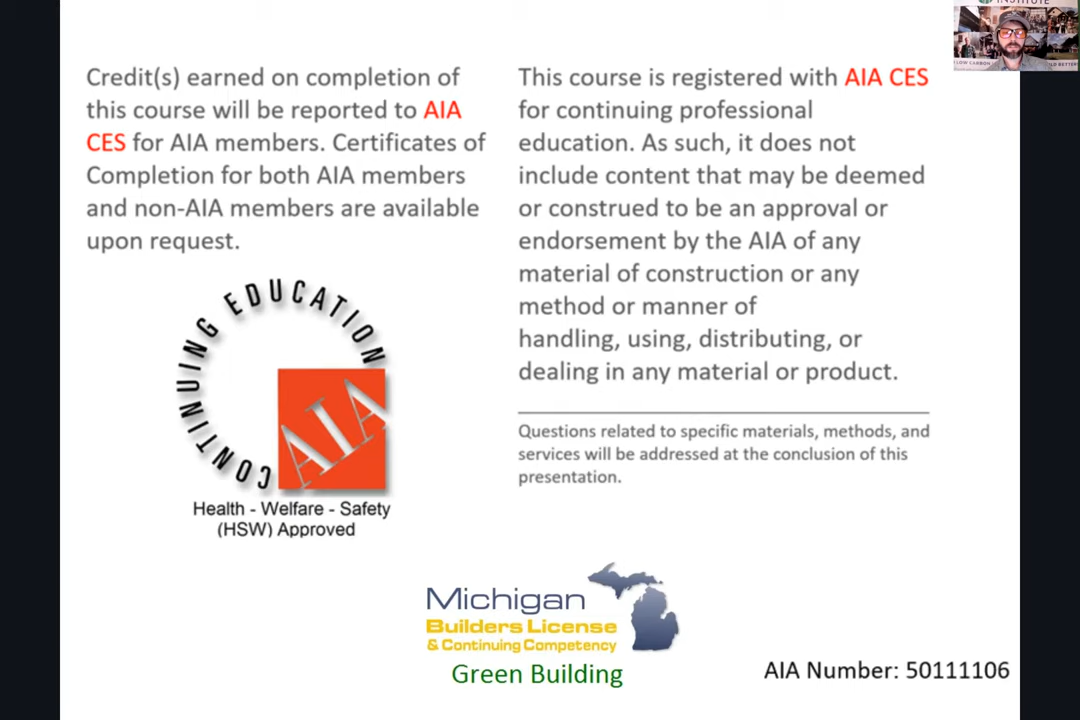 INSTITUTE
LOW CARBON
Credit(s) earned on completion of
this course will be reported to AIA
CES for AIA members. Certificates of
Completion for both AIA members
and non-AIA members are available
upon request.
CONTINUING EDUCATION
AIA
Health - Welfare - Safety
(HSW) Approved
This course is registered with AIA CES
for continuing professional
education. As such, it does not
include content that may be deemed
or construed to be an approval or
endorsement by the AIA of any
material of construction or any
method or manner of
handling, using, distributing, or
dealing in any material or product.
Questions related to specific materials, methods, and
services will be addressed at the conclusion of this
presentation.
Michigan
Builders License
& Continuing Competency
Green Building
AIA Number: 50111106